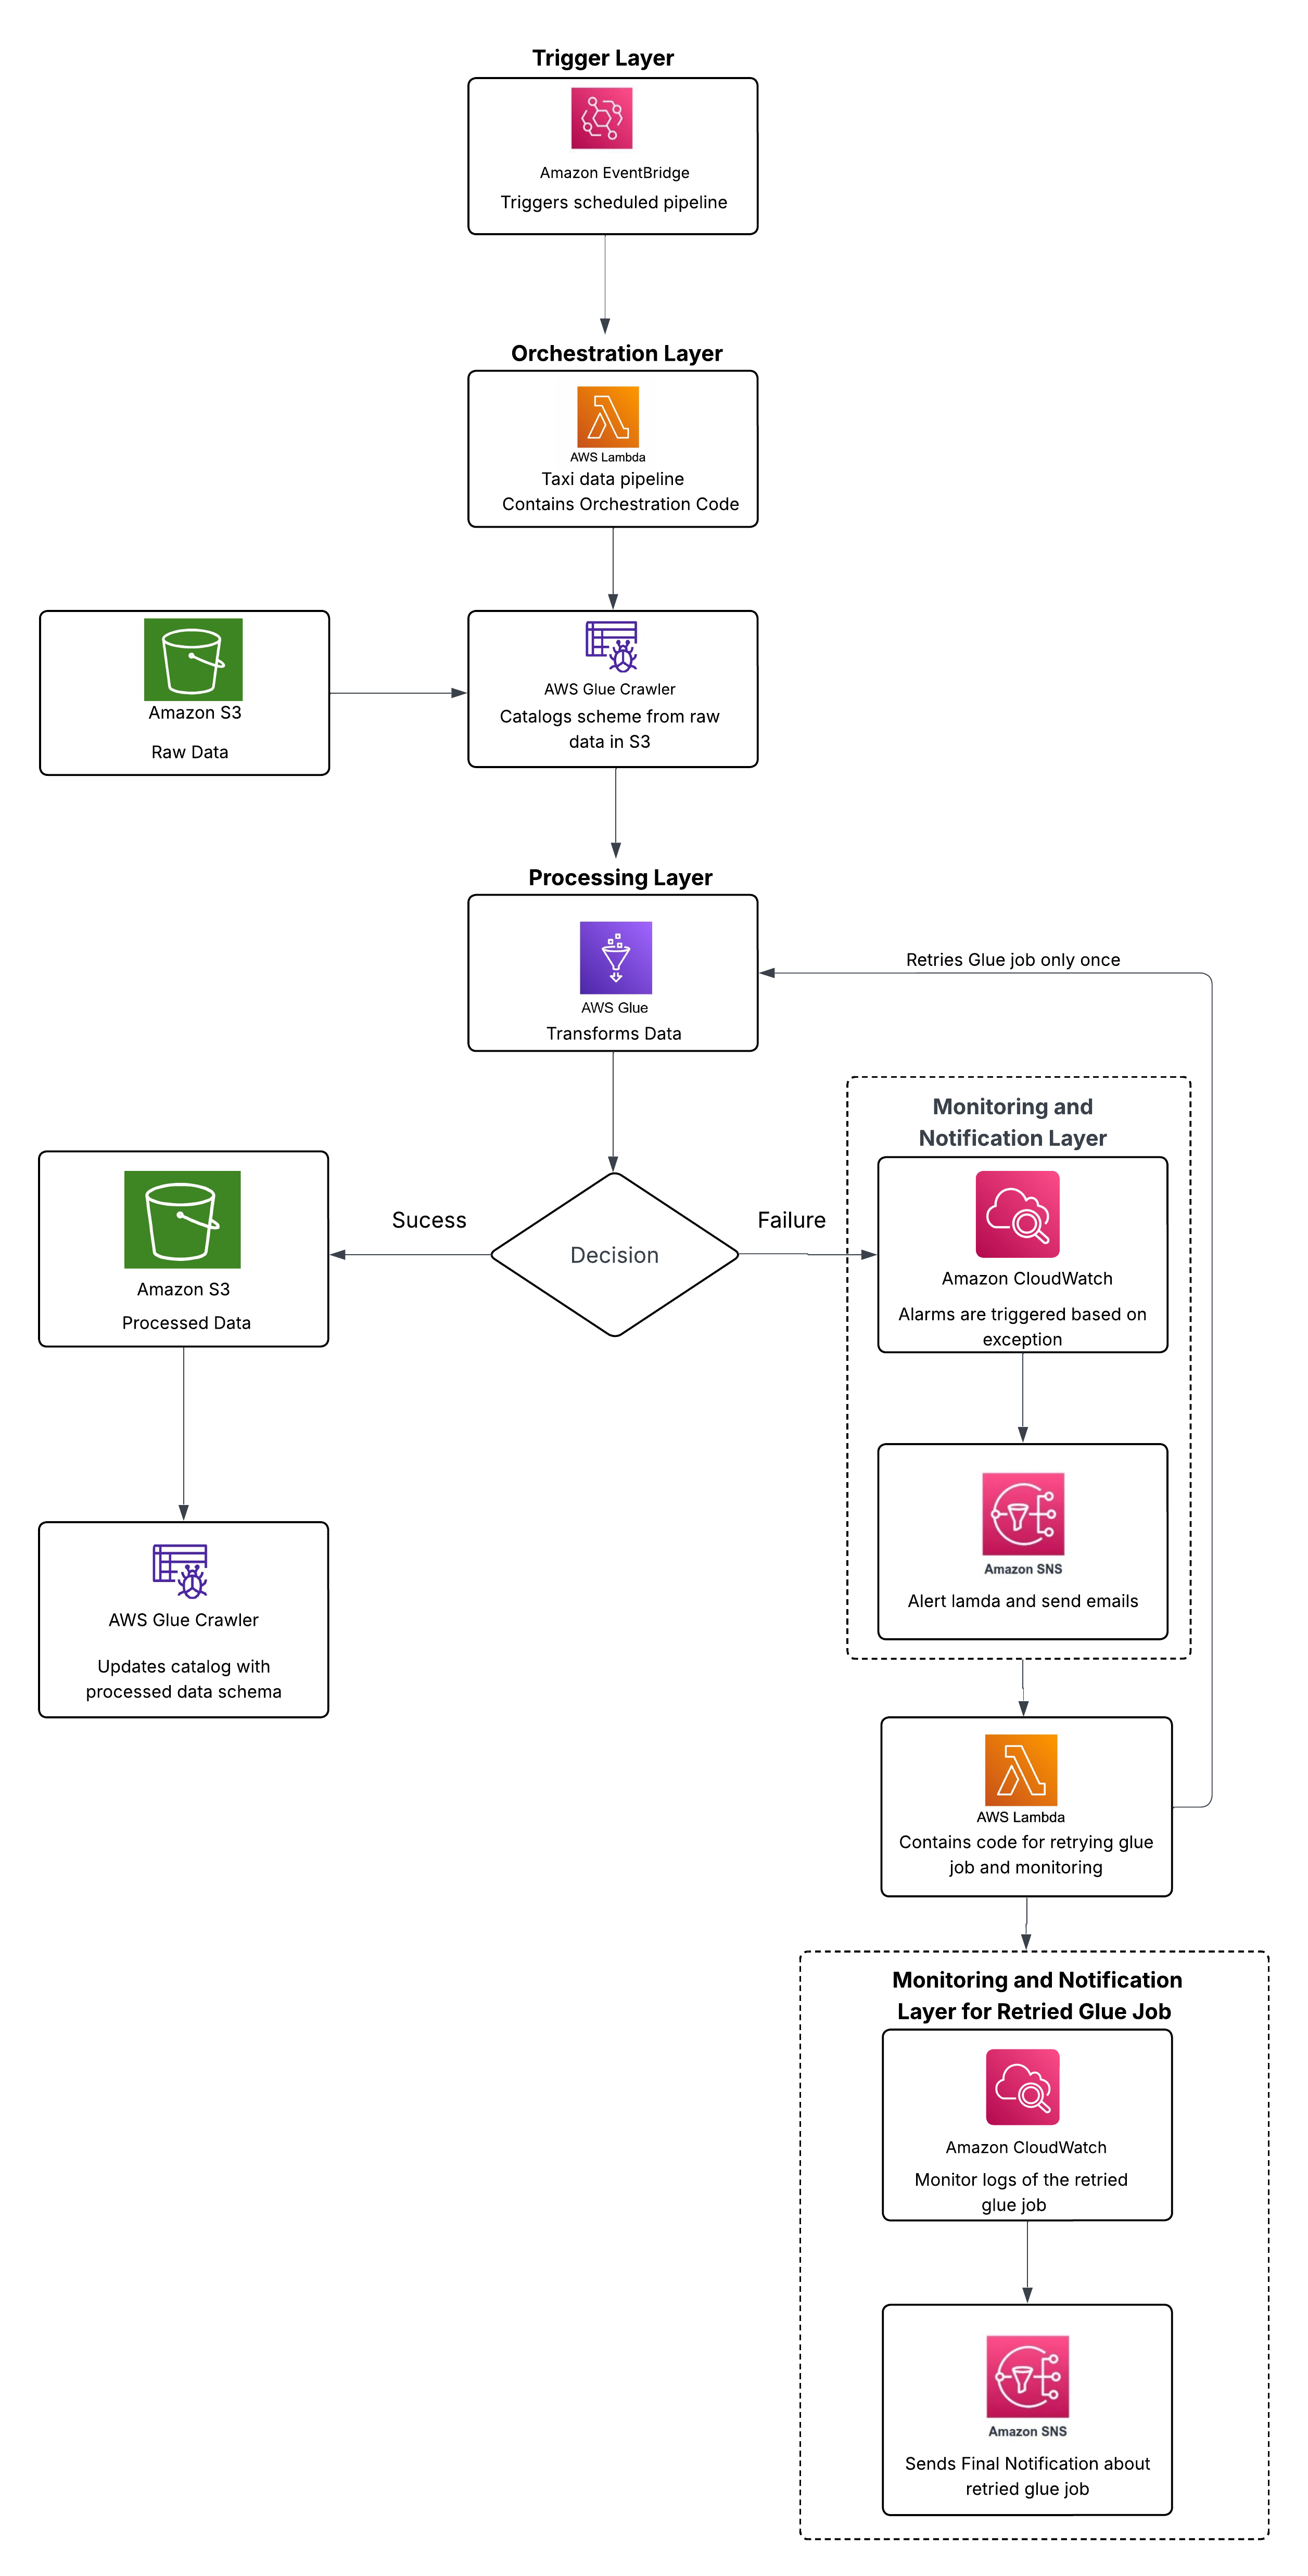 Trigger Layer
Amazon EventBridge
Triggers scheduled pipeline
Orchestration Layer
AWS Lambda
Taxi data pipeline
Contains Orchestration Code
Amazon S3
Raw Data
AWS Glue Crawler
Catalogs scheme from raw
data in S3
Processing Layer
AWS Glue
Transforms Data
Retries Glue job only once
Monitoring and
Notification Layer
Amazon S3
Processed Data
Sucess
Decision
Failure
Amazon CloudWatch
Alarms are triggered based on
exception
Amazon SNS
Alert lamda and send emails
AWS Glue Crawler
Updates catalog with
processed data schema
AWS Lambda
Contains code for retrying glue
job and monitoring
Monitoring and Notification
Layer for Retried Glue Job
Amazon CloudWatch
Monitor logs of the retried
glue job
Amazon SNS
Sends Final Notification about
retried glue job